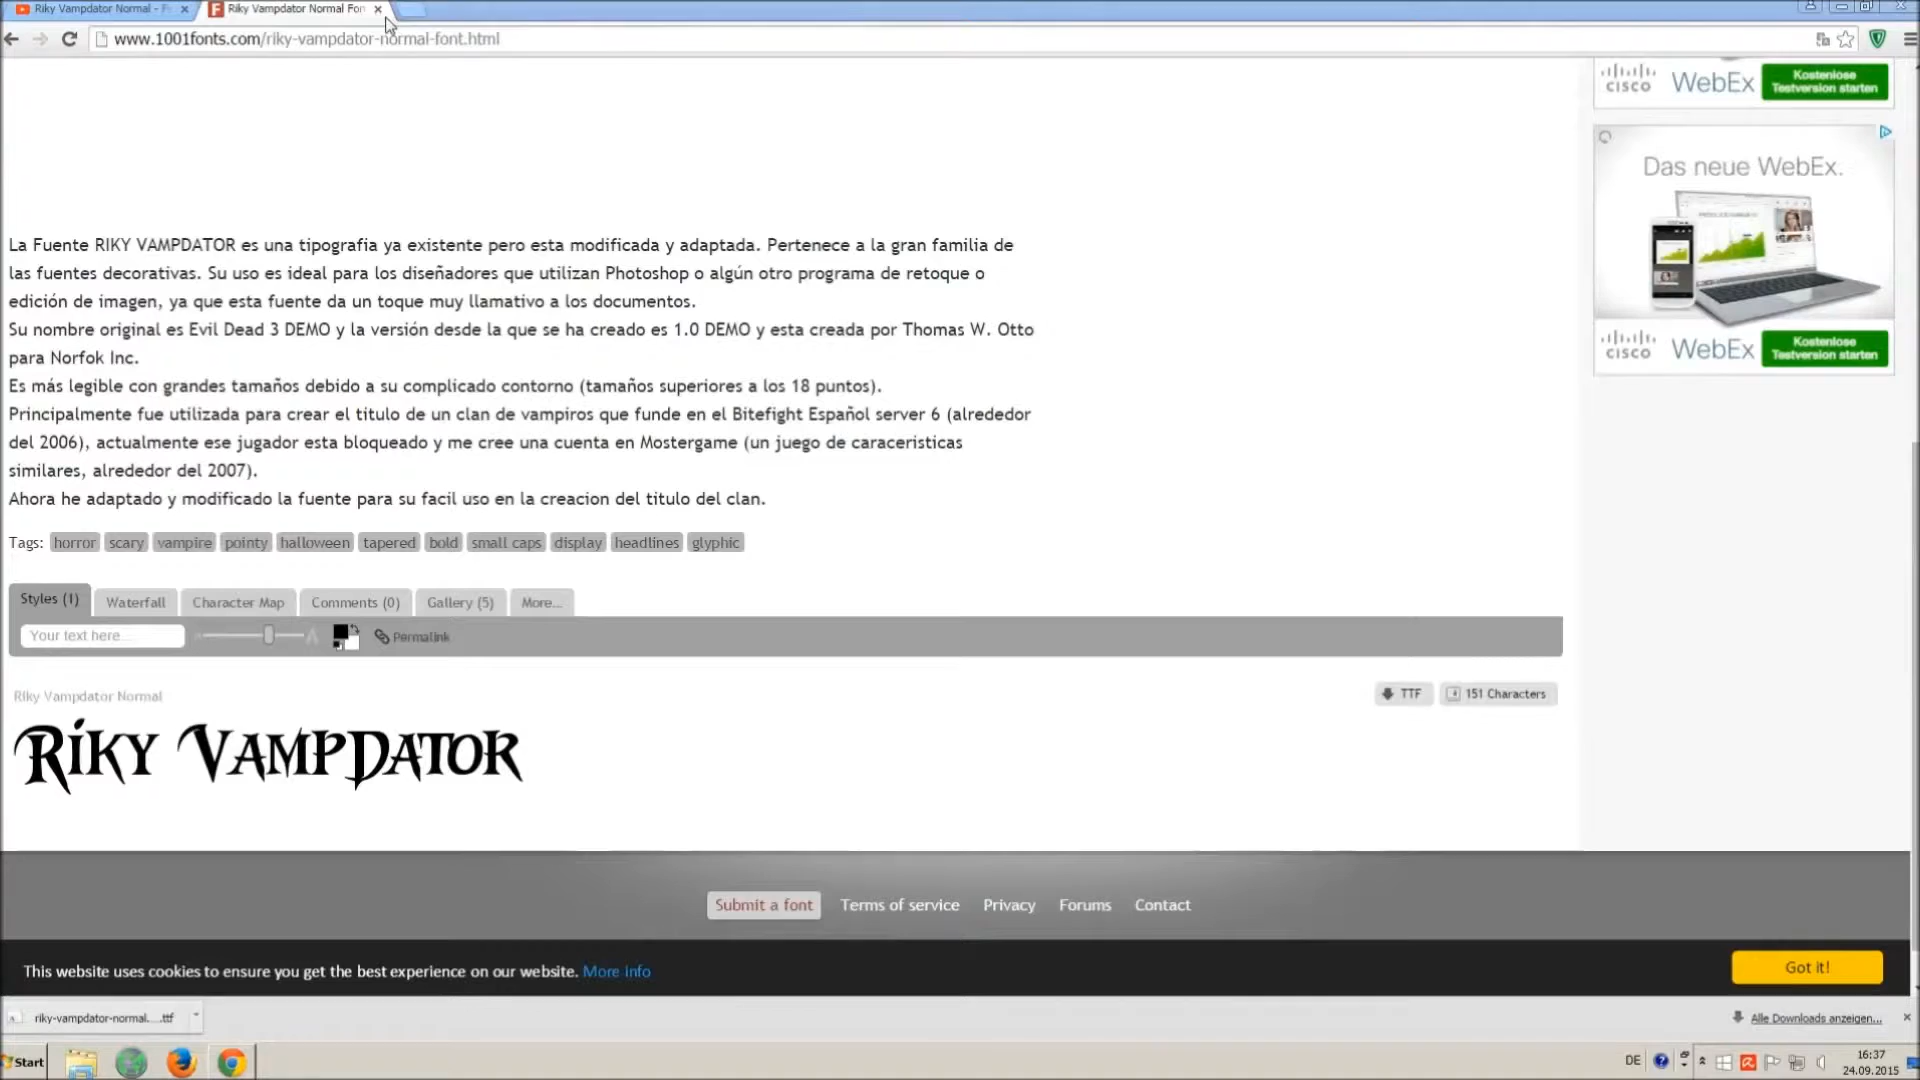 Riky Vampdator Normal -
Riky Vampdator Normal Fon
www.1001fonts.com/riky-vampdator-normal-font.html
CISCO WebEx Kostenlose
Testversion starten
Das neue WebEx.
CISCO WebEx Kostenlose
Testversion starten
La Fuente RIKY VAMPDATOR es una tipografia ya existente pero esta modificada y adaptada. Pertenece a la gran familia de
las fuentes decorativas. Su uso es ideal para los diseñadores que utilizan Photoshop o algún otro programa de retoque o
edición de imagen, ya que esta fuente da un toque muy llamativo a los documentos.
Su nombre original es Evil Dead 3 DEMO y la versión desde la que se ha creado es 1.0 DEMO y esta creada por Thomas W. Otto
para Norfok Inc.
Es más legible con grandes tamaños debido a su complicado contorno (tamaños superiores a los 18 puntos).
Principalmente fue utilizada para crear el titulo de un clan de vampiros que funde en el Bitefight Español server 6 (alrededor
del 2006), actualmente ese jugador esta bloqueado y me cree una cuenta en Mostergame (un juego de caraceristicas
similares, alrededor del 2007).
Ahora he adaptado y modificado la fuente para su facil uso en la creacion del titulo del clan.
Tags: horror scary vampire pointy halloween tapered bold small caps display headlines glyphic
Styles (1) Waterfall Character Map Comments (0) Gallery (5) More...
Your text here... Permalink
Riky Vampdator Normal TTF 151 Characters
Riky VampDator
Submit a font Terms of service Privacy Forums Contact
This website uses cookies to ensure you get the best experience on our website. More info Got it!
riky-vampdator-normal....ttf Alle Downloads anzeigen...
Start DE 16:37
24.09.2015